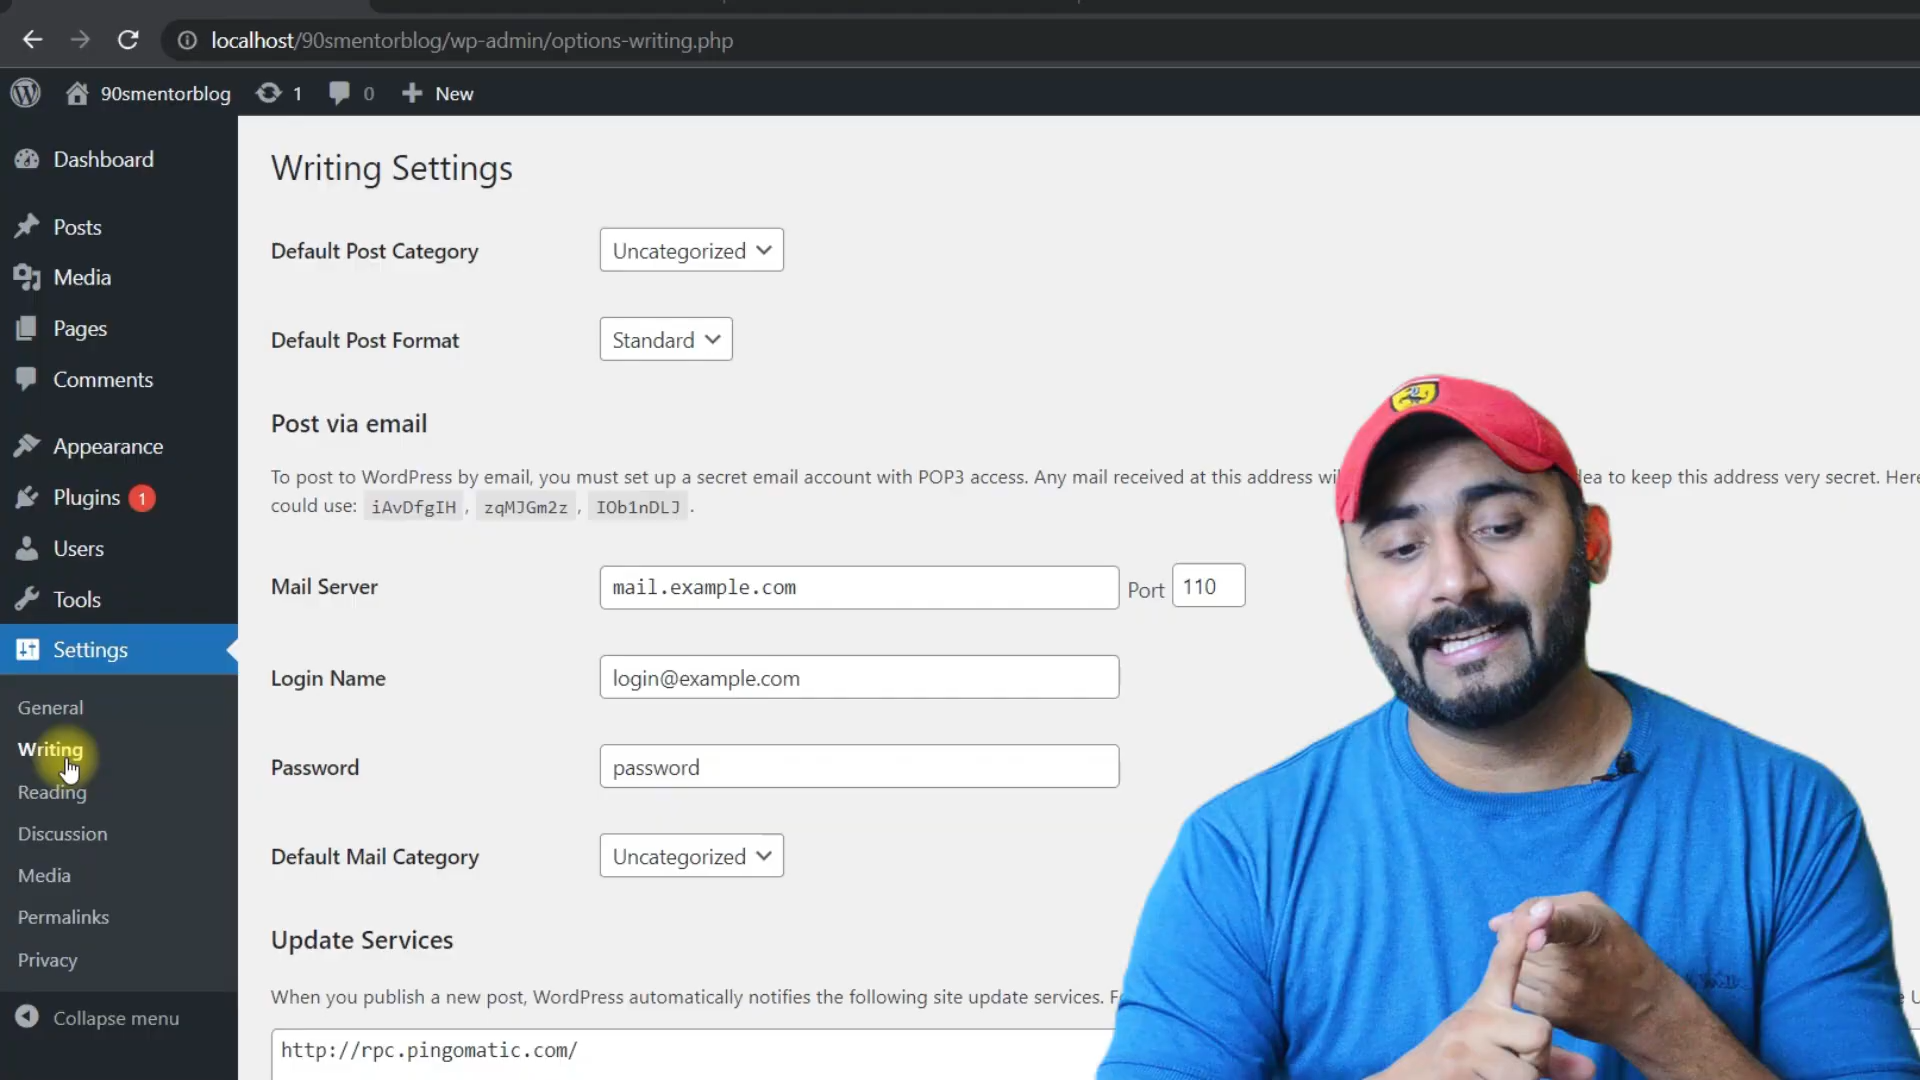 localhost/90smentorblog/wp-admin/options-writing.php
90smentorblog 1 0 New
Dashboard
Posts
Media
Pages
Comments
Appearance
Plugins 1
Users
Tools
Settings
General
Writing
Reading
Discussion
Media
Permalinks
Privacy
Collapse menu
Writing Settings
Default Post Category Uncategorized
Default Post Format Standard
Post via email
To post to WordPress by email, you must set up a secret email account with POP3 access. Any mail received at this address wil dea to keep this address very secret. Here
could use: iAvDfgIH , zqMJGm2z , IOb1nDLJ .
Mail Server mail.example.com Port 110
Login Name login@example.com
Password password
Default Mail Category Uncategorized
Update Services
When you publish a new post, WordPress automatically notifies the following site update services. F e U
http://rpc.pingomatic.com/